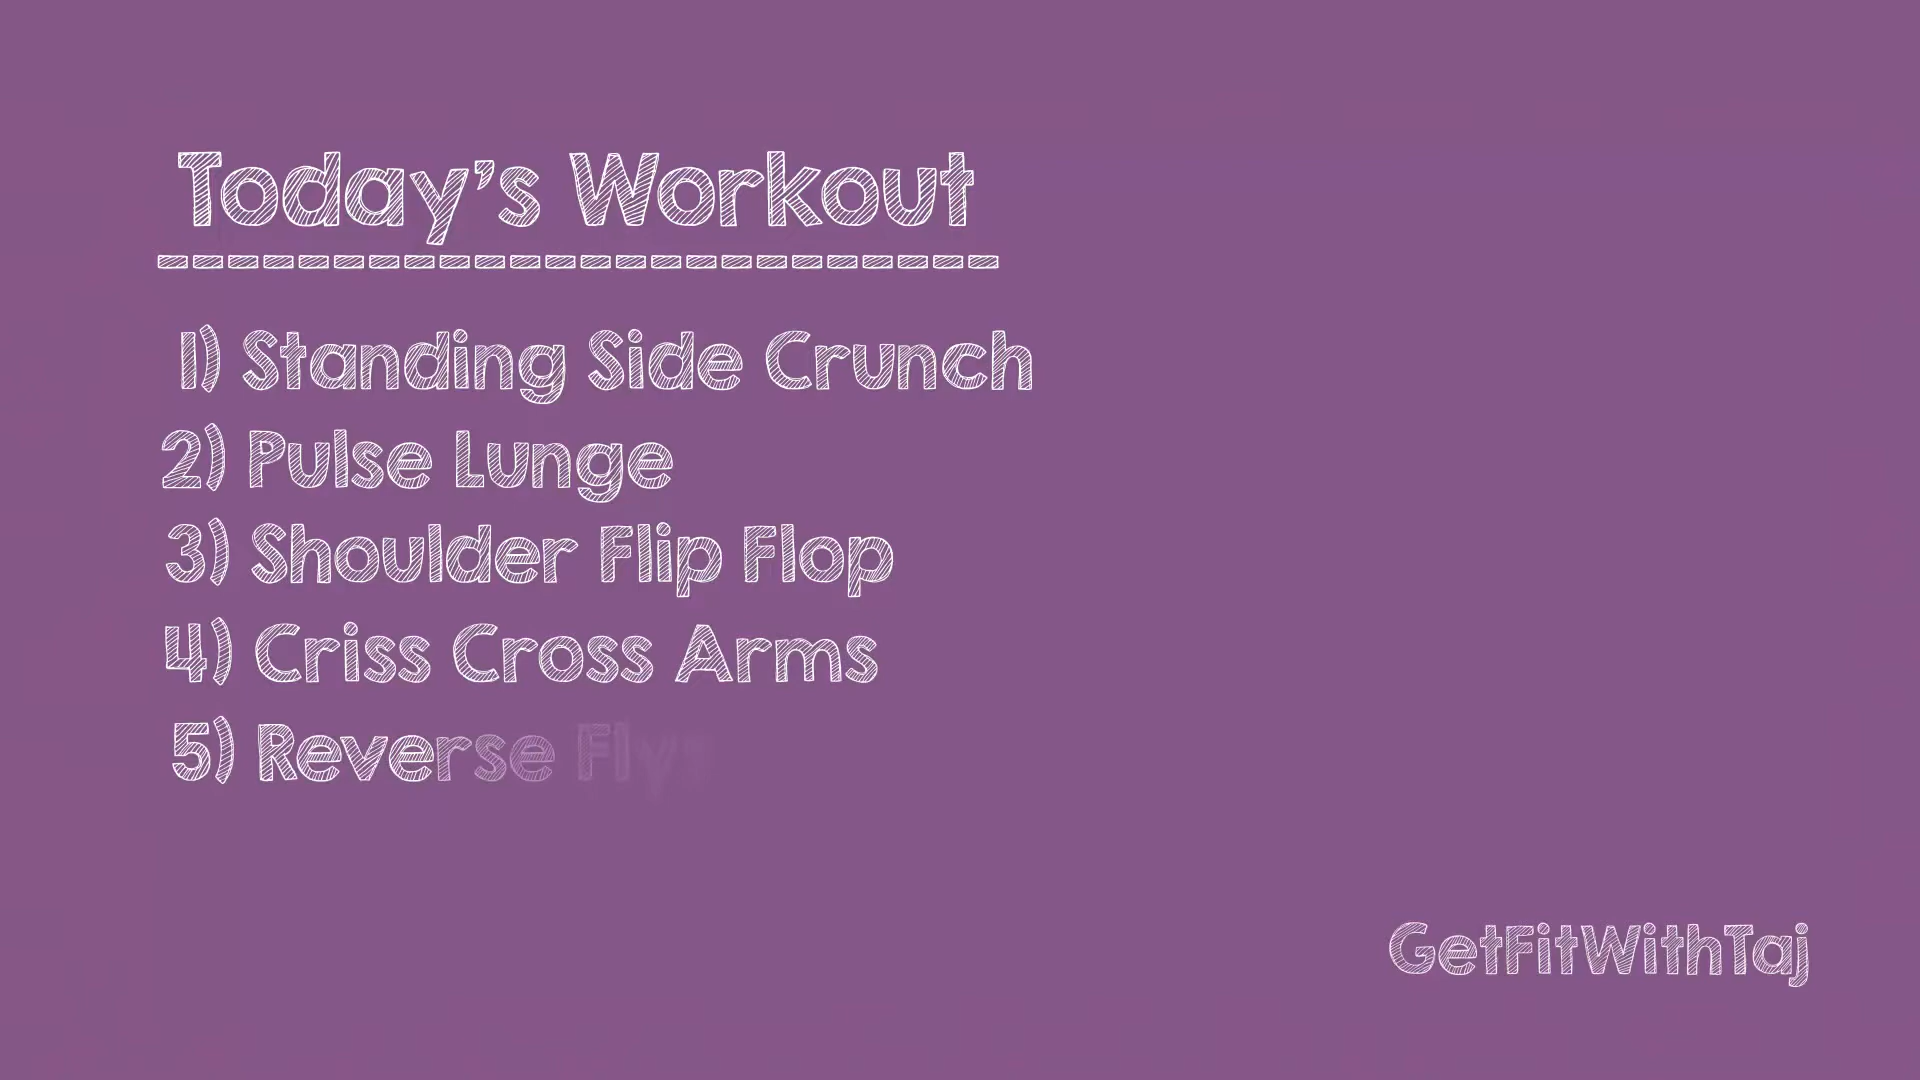 Today's Workout
------------------------
1) Standing Side Crunch
2) Pulse Lunge
3) Shoulder Flip Flop
4) Criss Cross Arms
5) Reverse Flys
GetFitWithTaj